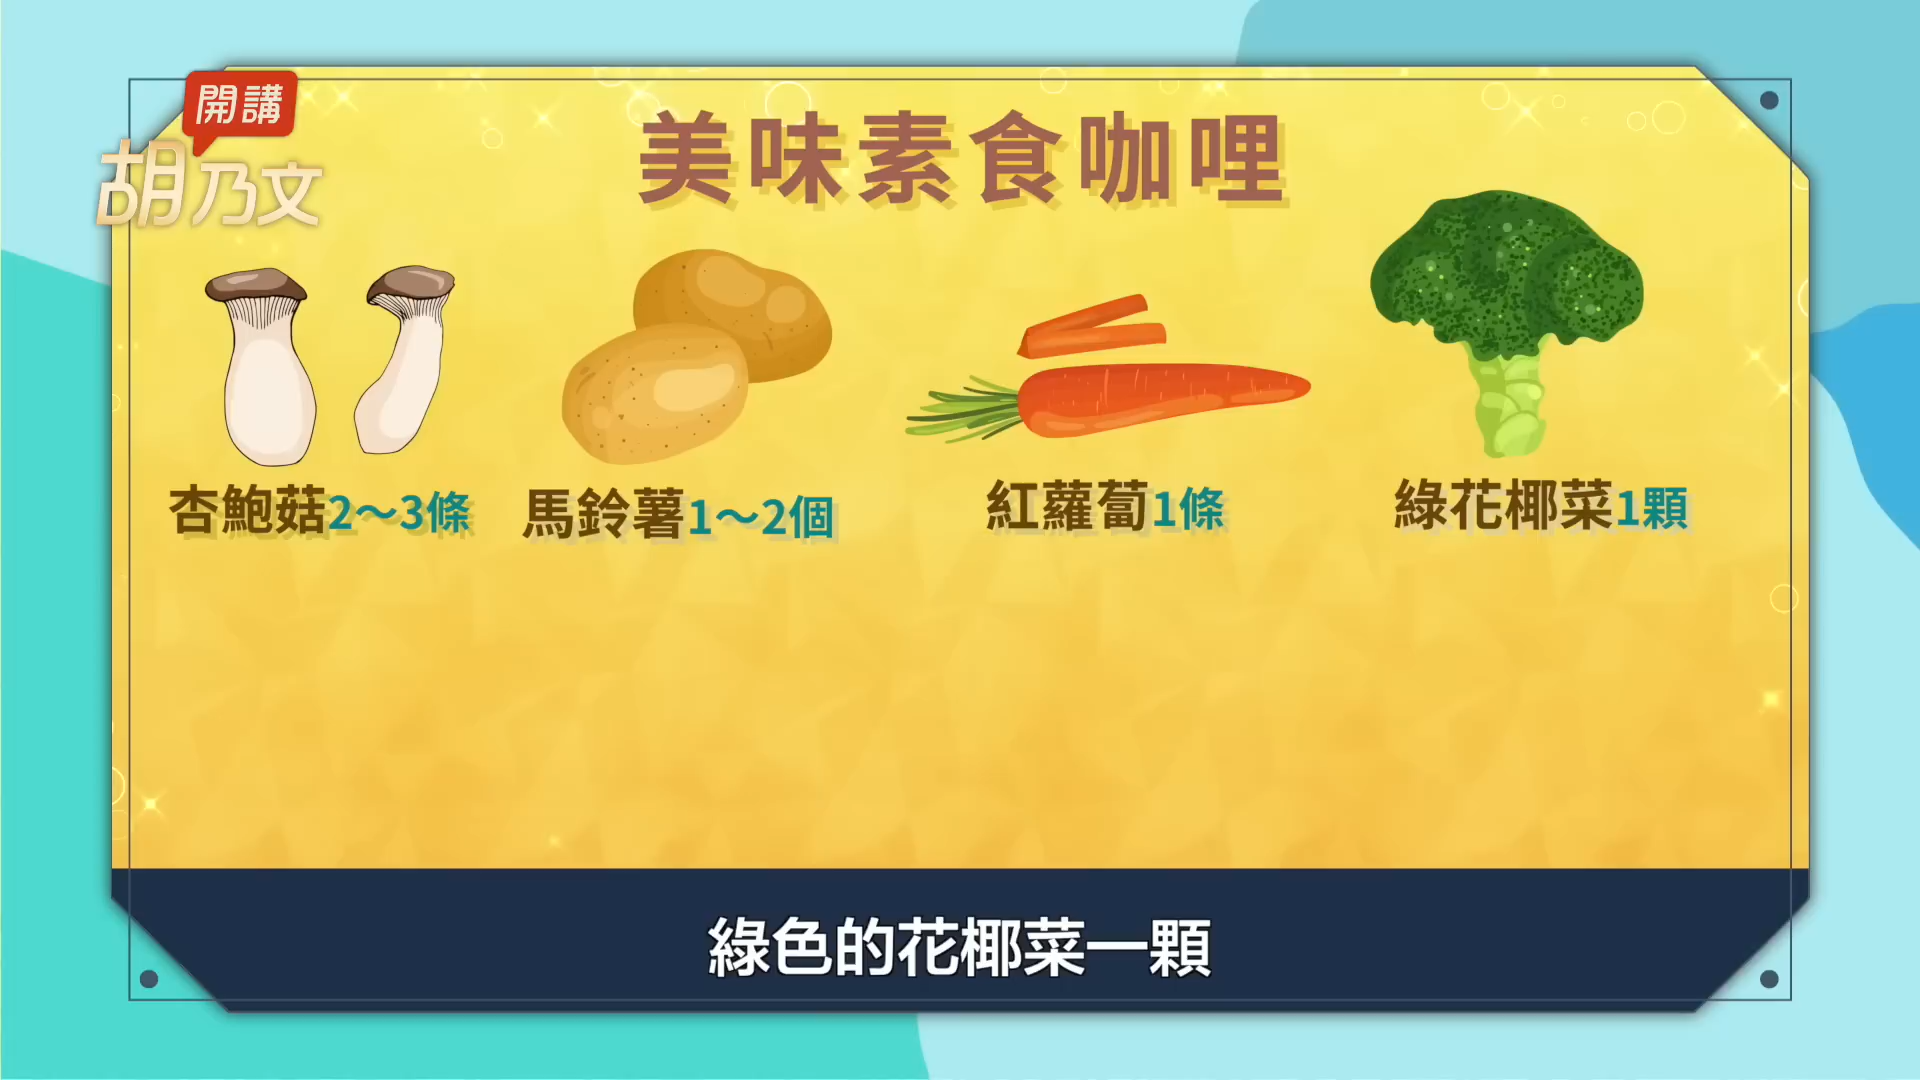 開講
胡乃文
美味素食咖哩
杏鮑菇2～3條
馬鈴薯1～2個
紅蘿蔔1條
綠花椰菜1顆
綠色的花椰菜一顆